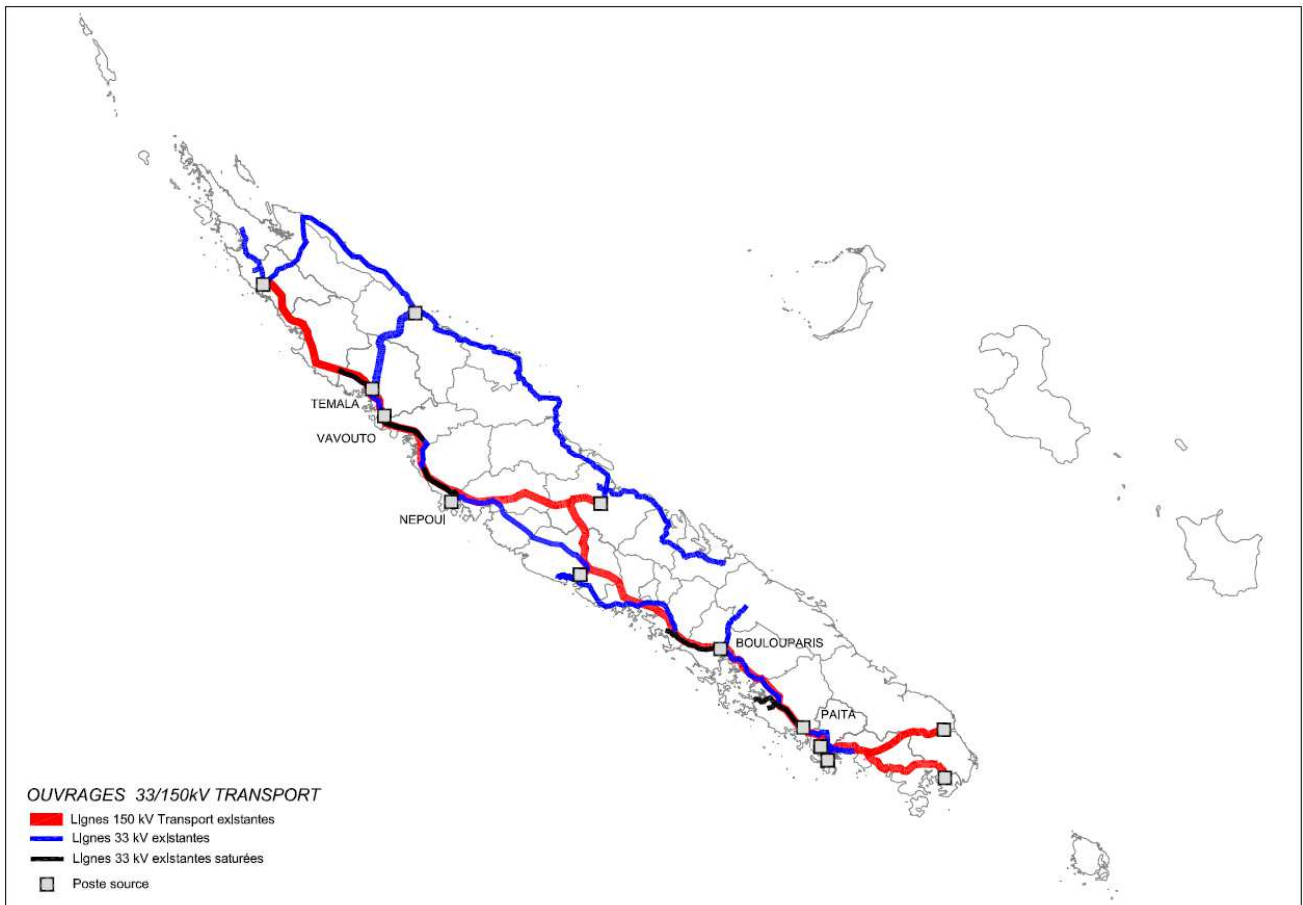 TEMALA
VAVOUTO
NEPOUI
BOULOUPARIS
PAITA
OUVRAGES 33/150kV TRANSPORT
Lignes 150 kV Transport existantes
Lignes 33 kV existantes
Lignes 33 kV existantes saturées
Poste source